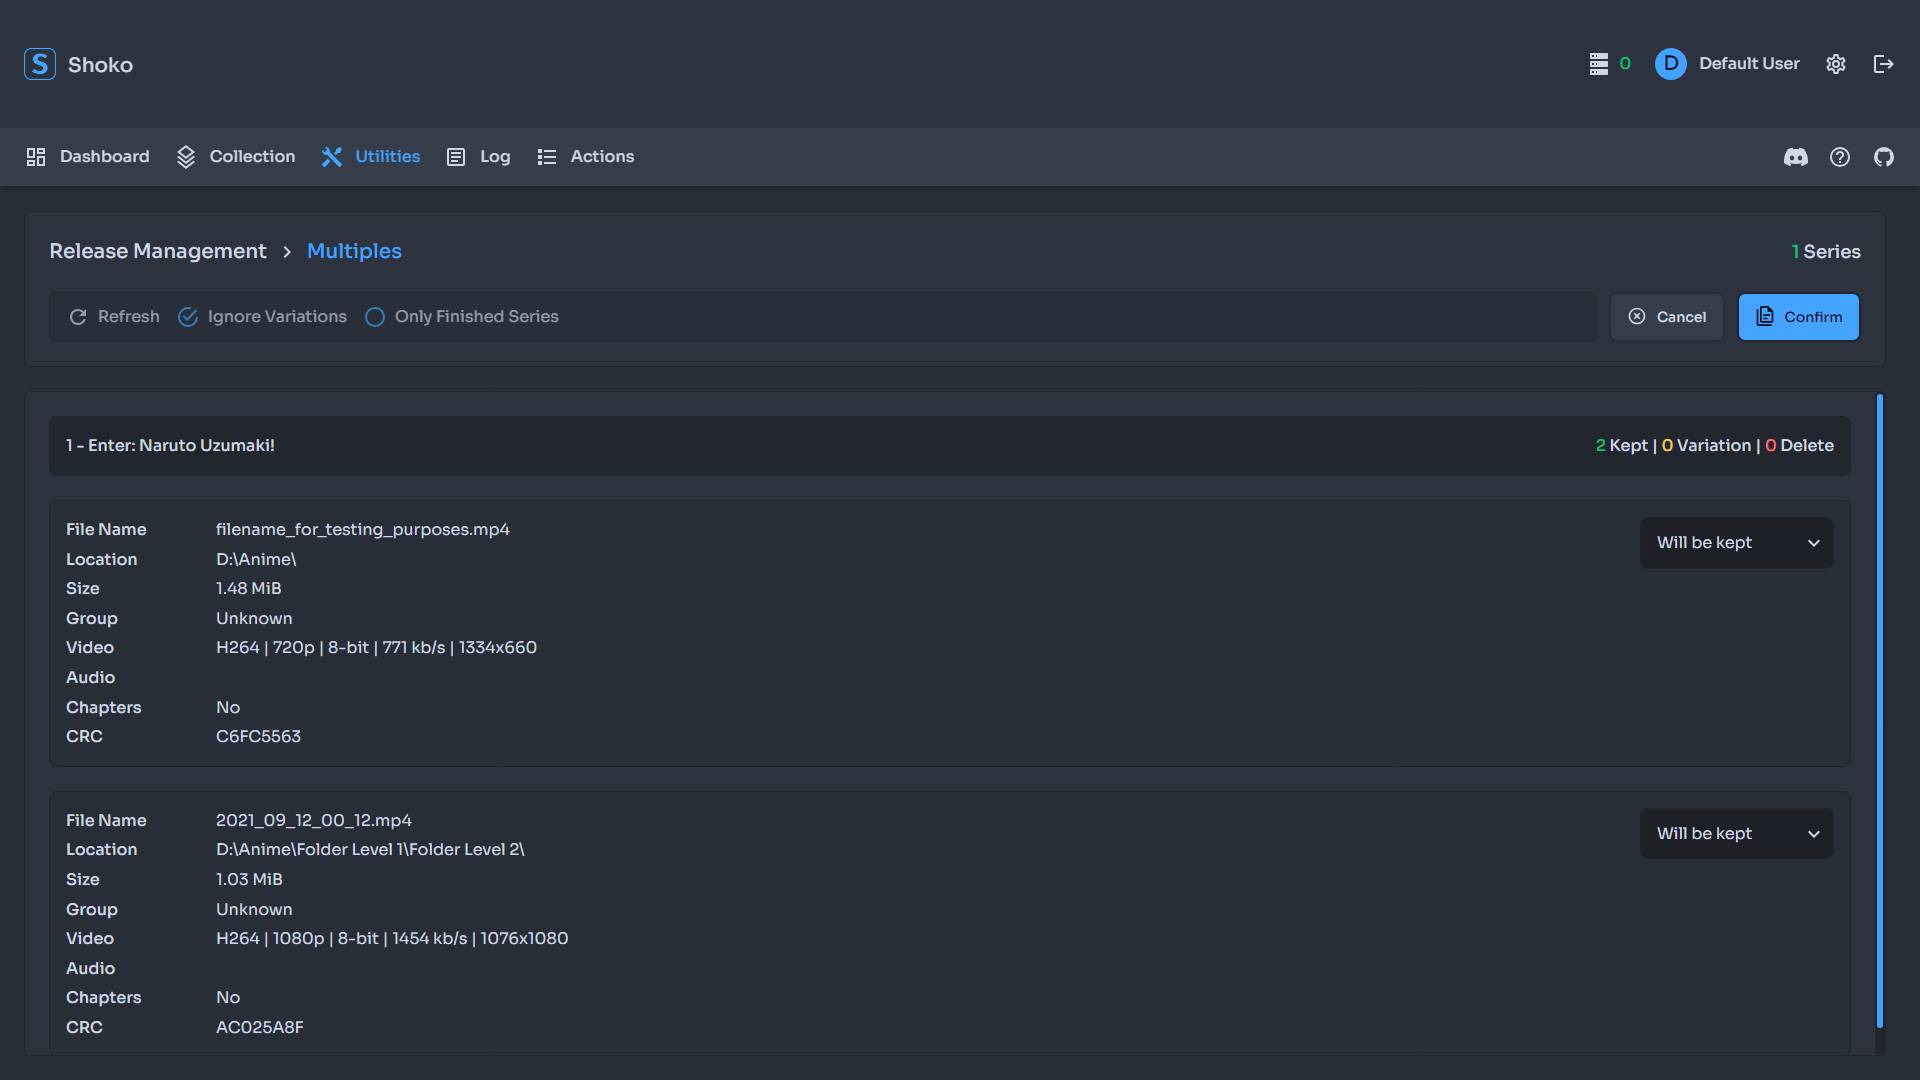 S Shoko
0
D Default User
Dashboard Collection Utilities Log Actions
Release Management > Multiples
1 Series
Refresh Ignore Variations Only Finished Series
Cancel Confirm
1 - Enter: Naruto Uzumaki!
2 Kept | 0 Variation | 0 Delete
File Name filename_for_testing_purposes.mp4
Will be kept
Location D:\Anime\
Size 1.48 MiB
Group Unknown
Video H264 | 720p | 8-bit | 771 kb/s | 1334x660
Audio
Chapters No
CRC C6FC5563
File Name 2021_09_12_00_12.mp4
Will be kept
Location D:\Anime\Folder Level 1\Folder Level 2\
Size 1.03 MiB
Group Unknown
Video H264 | 1080p | 8-bit | 1454 kb/s | 1076x1080
Audio
Chapters No
CRC AC025A8F